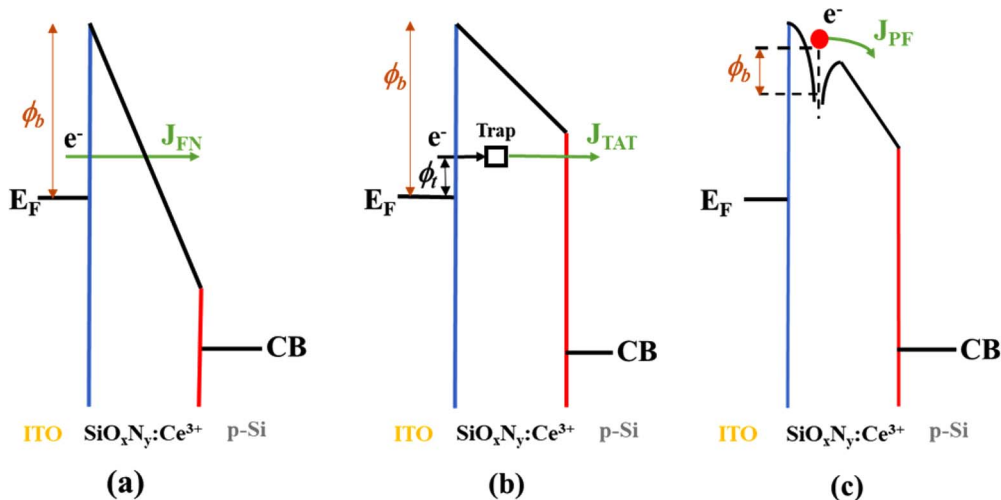 ϕb
e-
JFN
EF
CB
ITO SiOxNy:Ce3+ p-Si
(a)
ϕb
e-
Trap
JTAT
ϕt
EF
CB
ITO SiOxNy:Ce3+ p-Si
(b)
e-
JPF
ϕb
EF
CB
ITO SiOxNy:Ce3+ p-Si
(c)